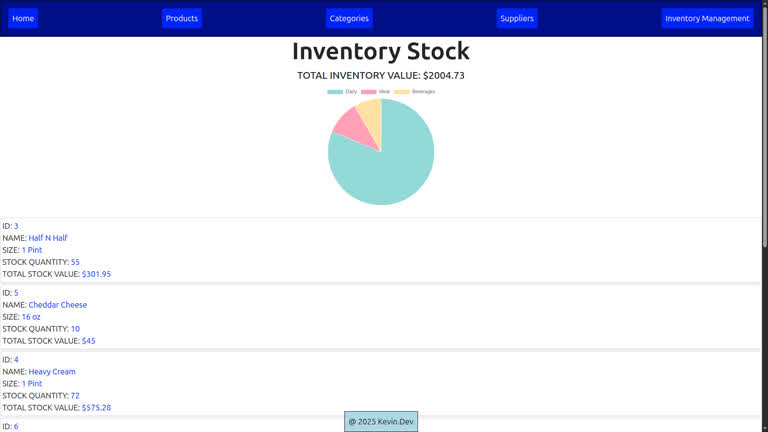 Home Products Categories Suppliers Inventory Management
Inventory Stock
TOTAL INVENTORY VALUE: $2004.73
Daily Meat Beverages
ID: 3
NAME: Half N Half
SIZE: 1 Pint
STOCK QUANTITY: 55
TOTAL STOCK VALUE: $301.95
ID: 5
NAME: Cheddar Cheese
SIZE: 16 oz
STOCK QUANTITY: 10
TOTAL STOCK VALUE: $45
ID: 4
NAME: Heavy Cream
SIZE: 1 Pint
STOCK QUANTITY: 72
TOTAL STOCK VALUE: $575.28
ID: 6
@ 2025 Kevin.Dev